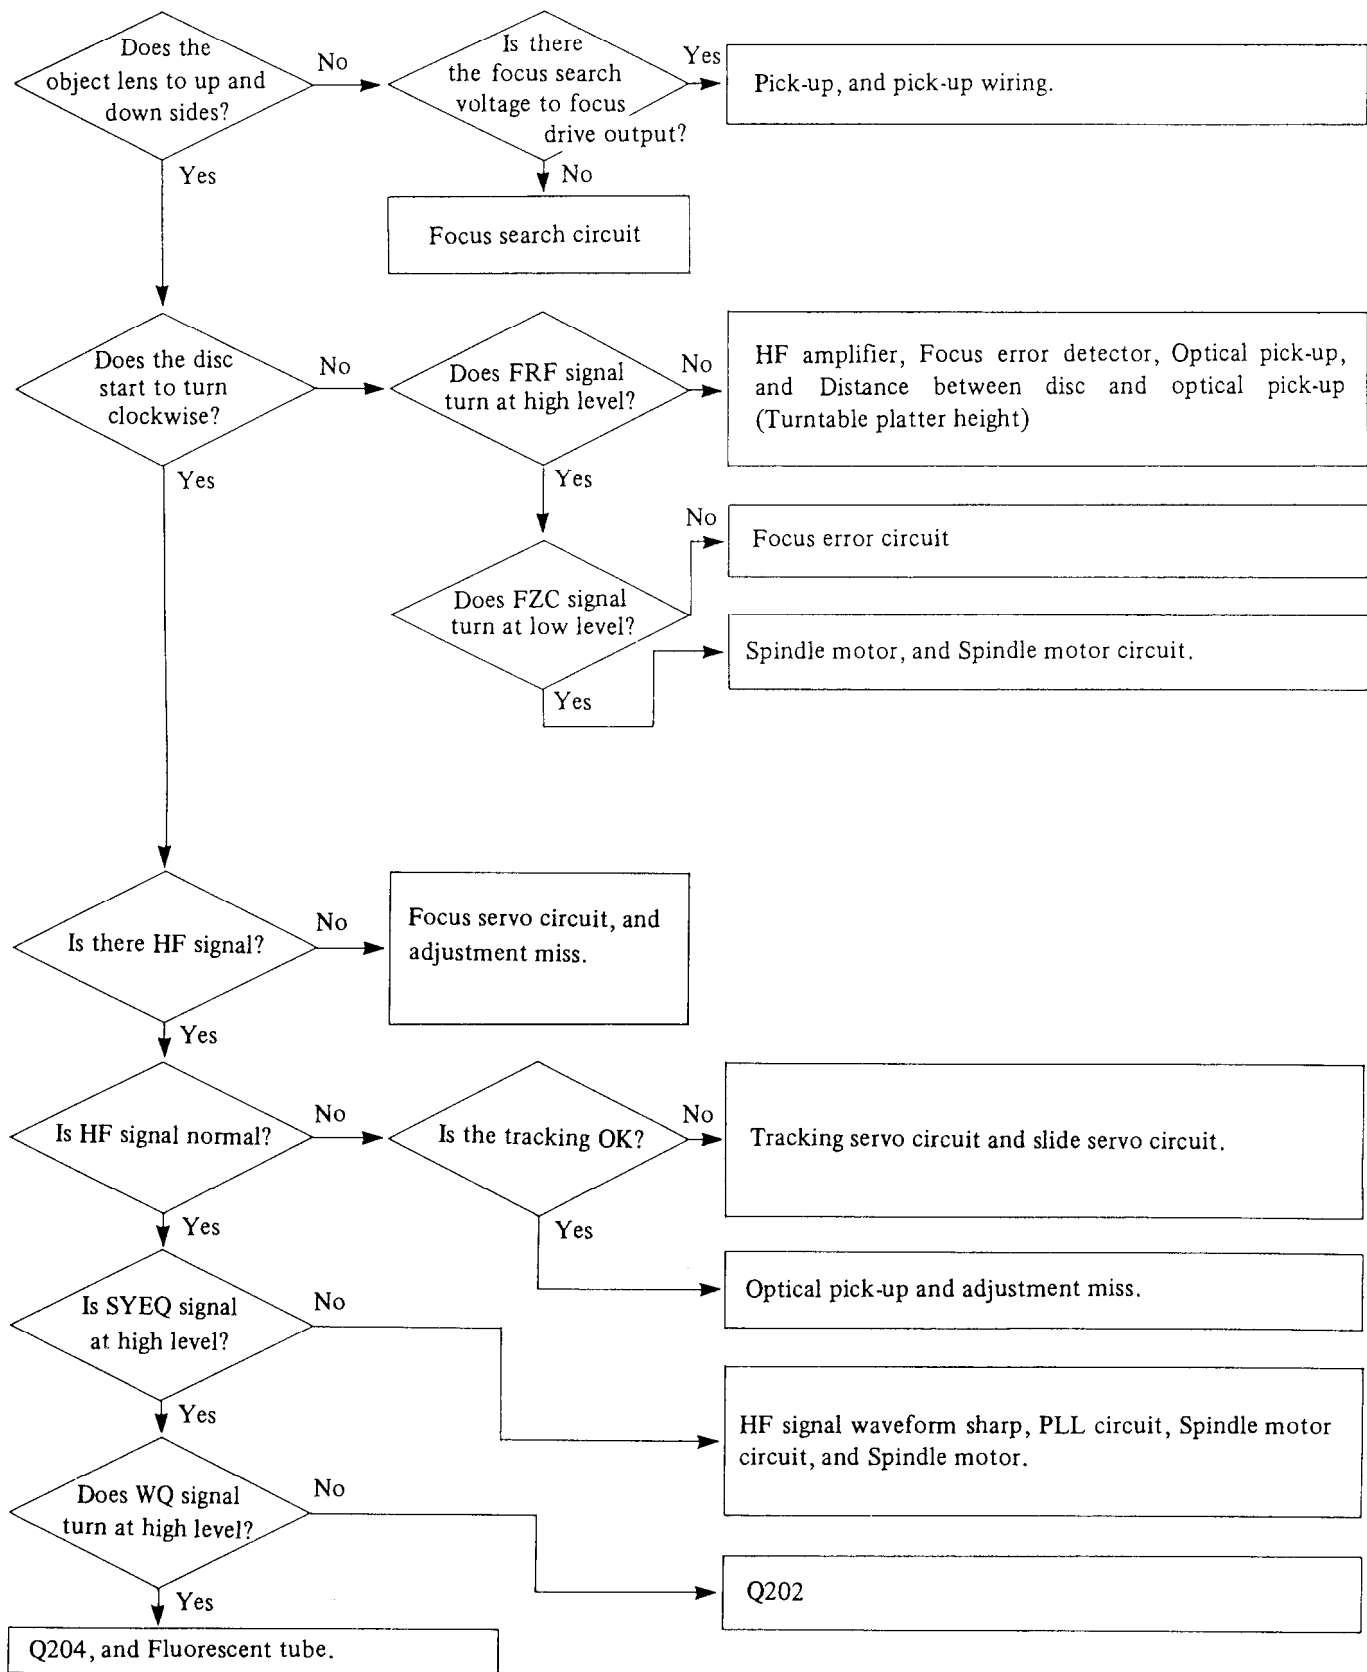 Does the
object lens to up and
down sides?
No
Is there
the focus search
voltage to focus
drive output?
Yes
Pick-up, and pick-up wiring.
Yes
No
Focus search circuit
Does the disc
start to turn
clockwise?
No
Does FRF signal
turn at high level?
No
HF amplifier, Focus error detector, Optical pick-up,
and Distance between disc and optical pick-up
(Turntable platter height)
Yes
Yes
Does FZC signal
turn at low level?
No
Focus error circuit
Yes
Spindle motor, and Spindle motor circuit.
Is there HF signal?
No
Focus servo circuit, and
adjustment miss.
Yes
Is HF signal normal?
No
Is the tracking OK?
No
Tracking servo circuit and slide servo circuit.
Yes
Yes
Optical pick-up and adjustment miss.
Is SYEQ signal
at high level?
No
HF signal waveform sharp, PLL circuit, Spindle motor
circuit, and Spindle motor.
Yes
Does WQ signal
turn at high level?
No
Q202
Yes
Q204, and Fluorescent tube.